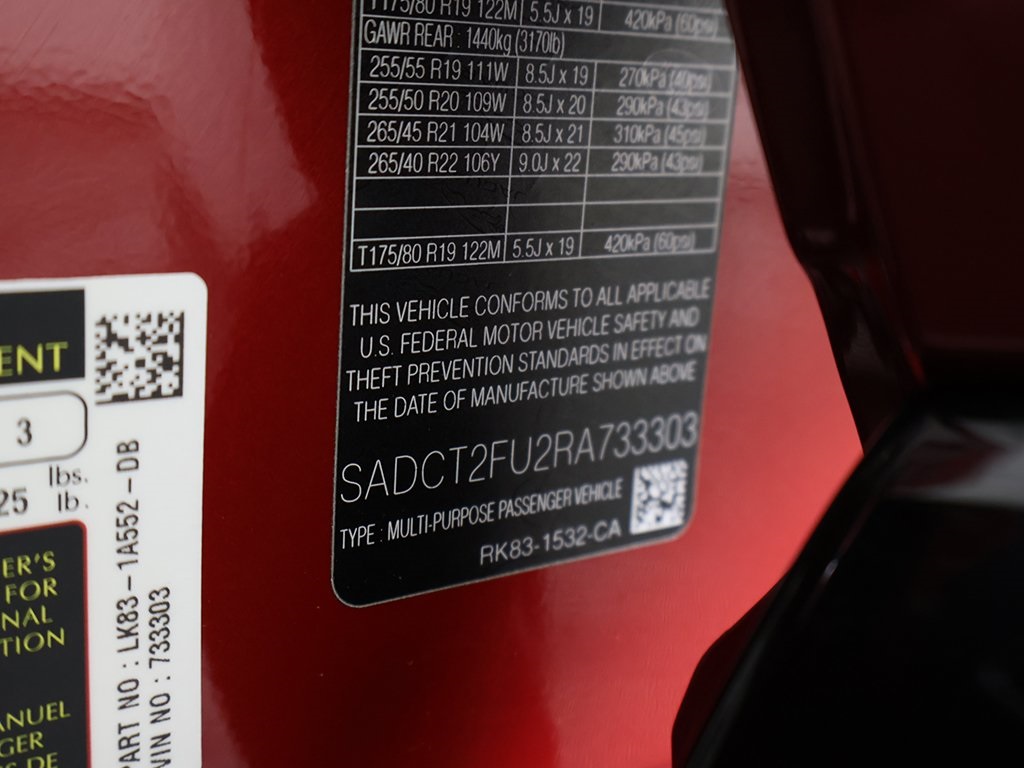 T175/80 R19 122M 5.5J x 19 420kPa (60psi)
GAWR REAR : 1440kg (3170lb)
255/55 R19 111W 8.5J x 19 270kPa (40psi)
255/50 R20 109W 8.5J x 20 290kPa (43psi)
265/45 R21 104W 8.5J x 21 310kPa (45psi)
265/40 R22 106Y 9.0J x 22 290kPa (43psi)
T175/80 R19 122M 5.5J x 19 420kPa (60psi)
THIS VEHICLE CONFORMS TO ALL APPLICABLE
U.S. FEDERAL MOTOR VEHICLE SAFETY AND
THEFT PREVENTION STANDARDS IN EFFECT ON
THE DATE OF MANUFACTURE SHOWN ABOVE
SADCT2FU2RA733303
TYPE : MULTI-PURPOSE PASSENGER VEHICLE
RK83-1532-CA
ENT
3
lbs.
25 lb.
ER'S
FOR
NAL
TION
ANUEL
GER
S DE
PART NO : LK83-1A552-DB
VIN NO : 733303